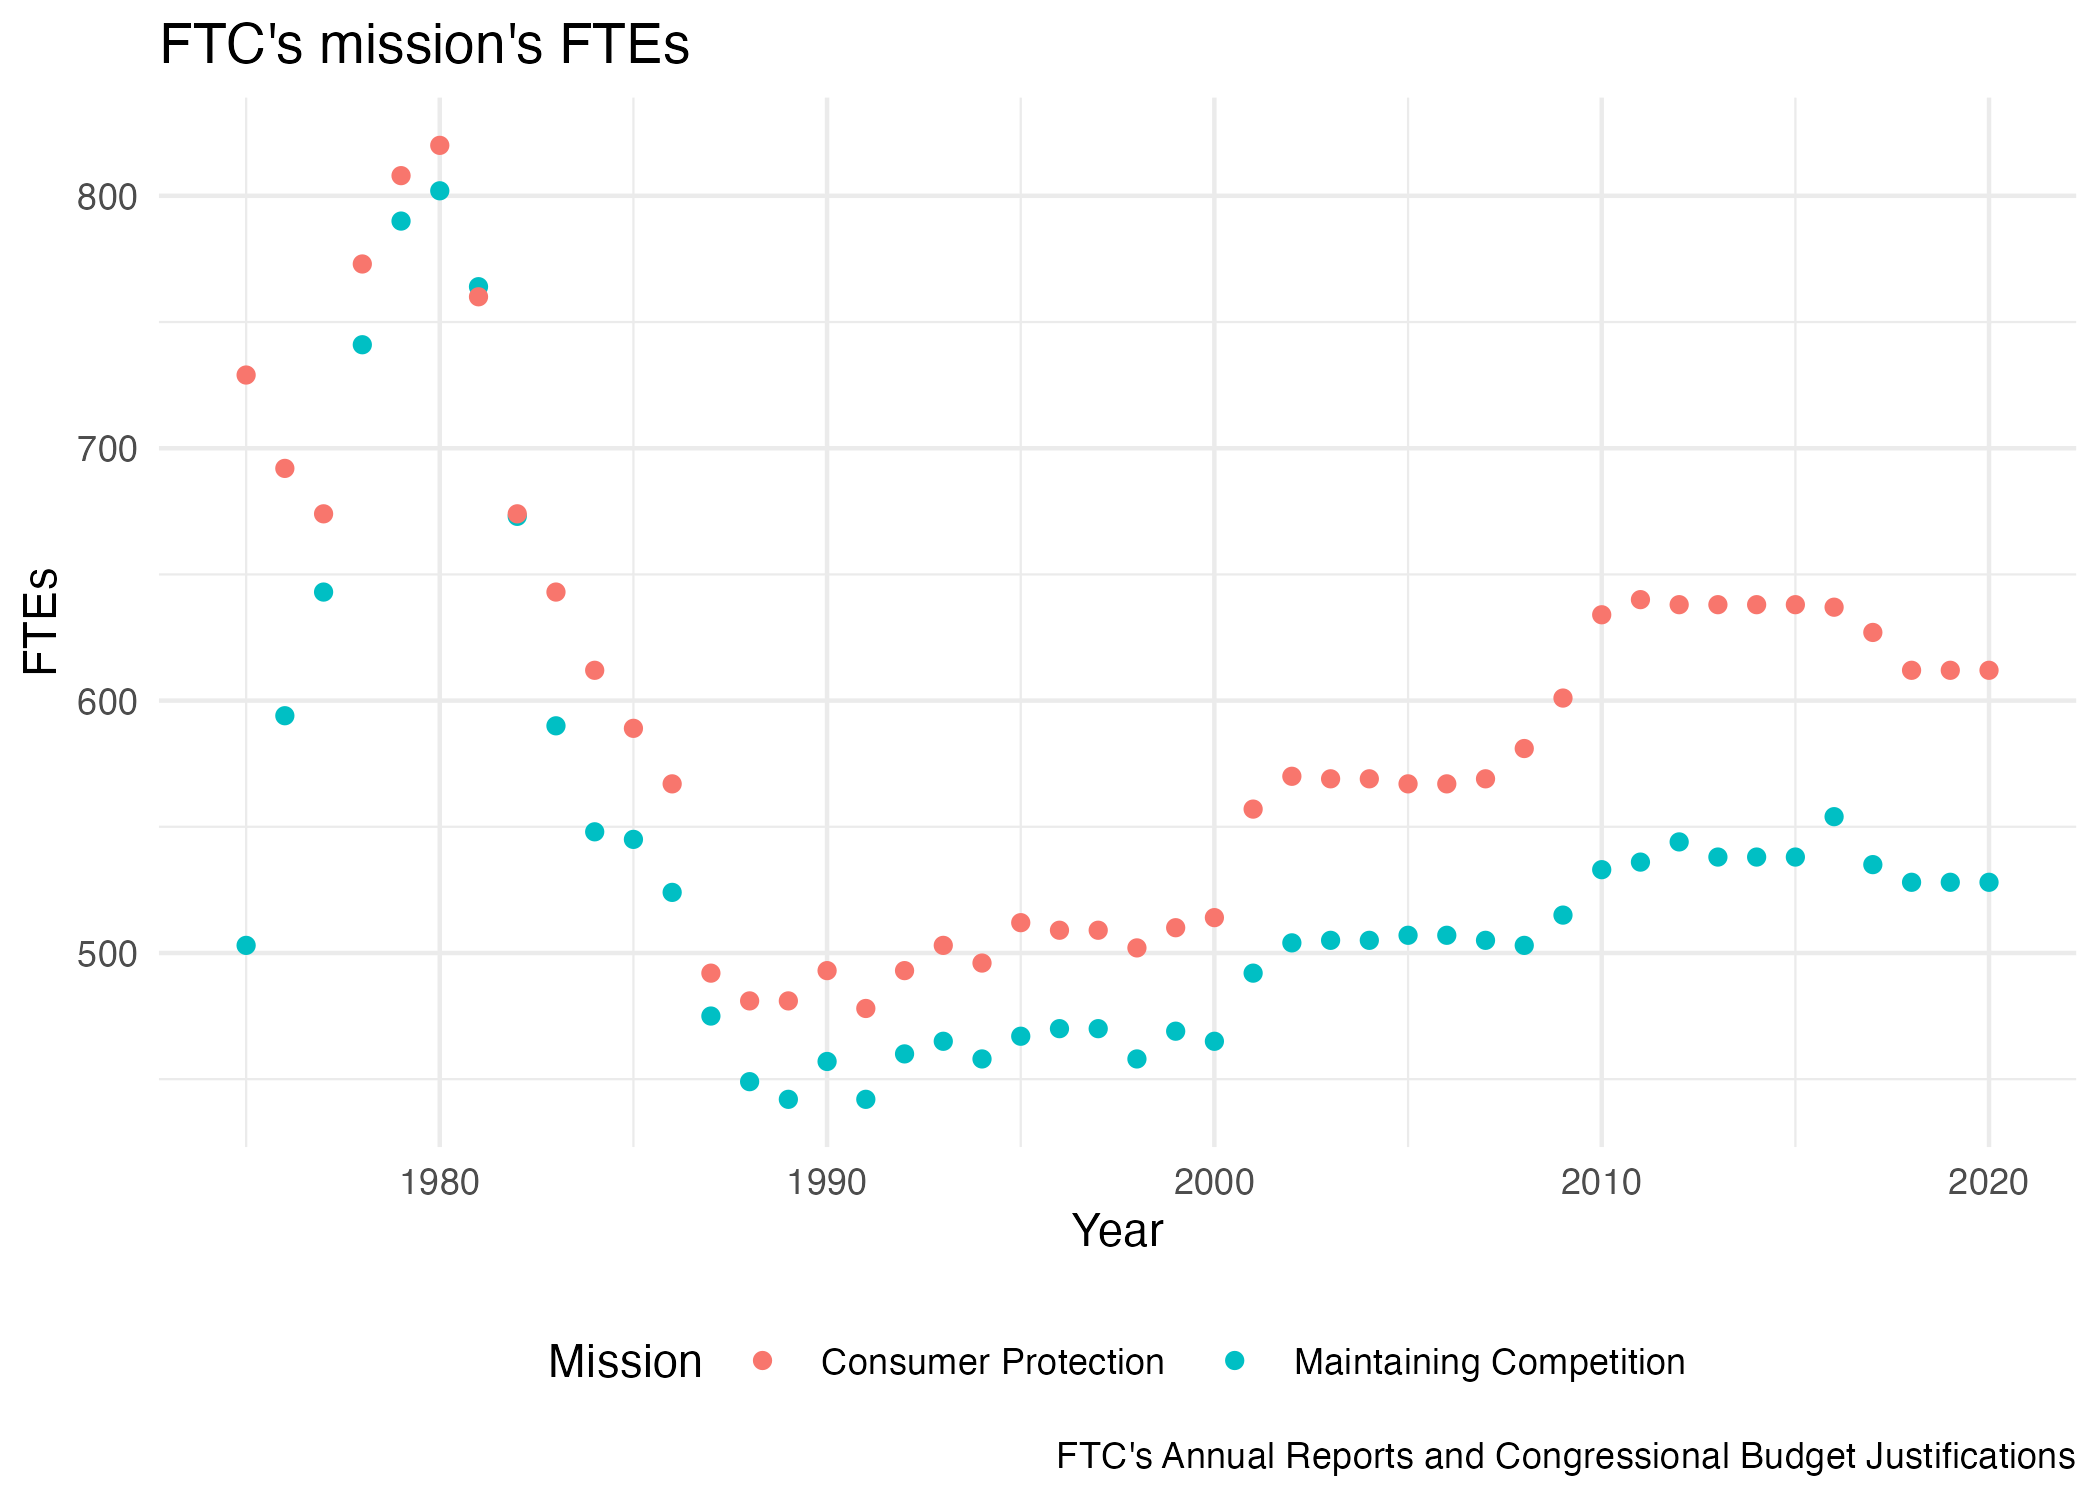 FTC's mission's FTEs
FTEs
800
700
600
500
1980 1990 2000 2010 2020
Year
Mission Consumer Protection Maintaining Competition
FTC's Annual Reports and Congressional Budget Justifications